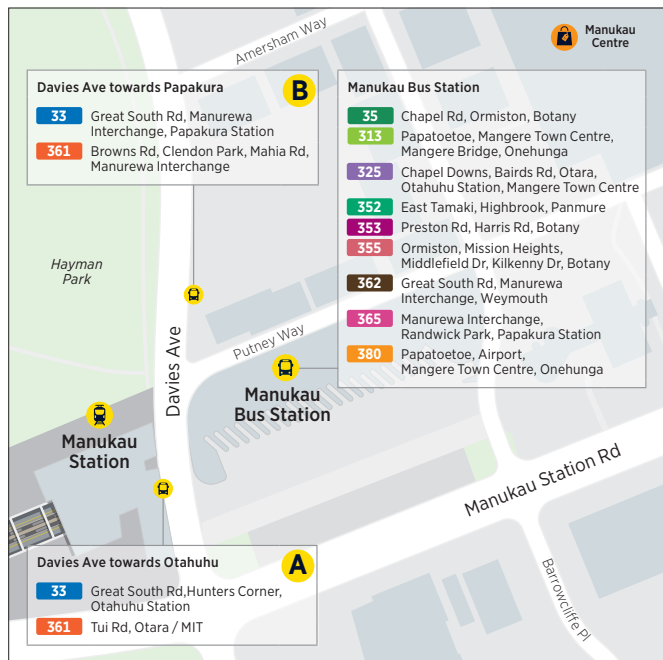 Amersham Way
Manukau
Centre
Davies Ave towards Papakura
B
33 Great South Rd, Manurewa
Interchange, Papakura Station
361 Browns Rd, Clendon Park, Mahia Rd,
Manurewa Interchange
Manukau Bus Station
35 Chapel Rd, Ormiston, Botany
313 Papatoetoe, Mangere Town Centre,
Mangere Bridge, Onehunga
325 Chapel Downs, Bairds Rd, Otara,
Otahuhu Station, Mangere Town Centre
352 East Tamaki, Highbrook, Panmure
353 Preston Rd, Harris Rd, Botany
355 Ormiston, Mission Heights,
Middlefield Dr, Kilkenny Dr, Botany
362 Great South Rd, Manurewa
Interchange, Weymouth
365 Manurewa Interchange,
Randwick Park, Papakura Station
380 Papatoetoe, Airport,
Mangere Town Centre, Onehunga
Hayman
Park
Davies Ave
Putney Way
Manukau
Bus Station
Manukau
Station
Manukau Station Rd
Barrowcliffe Pl
Davies Ave towards Otahuhu
A
33 Great South Rd,Hunters Corner,
Otahuhu Station
361 Tui Rd, Otara / MIT